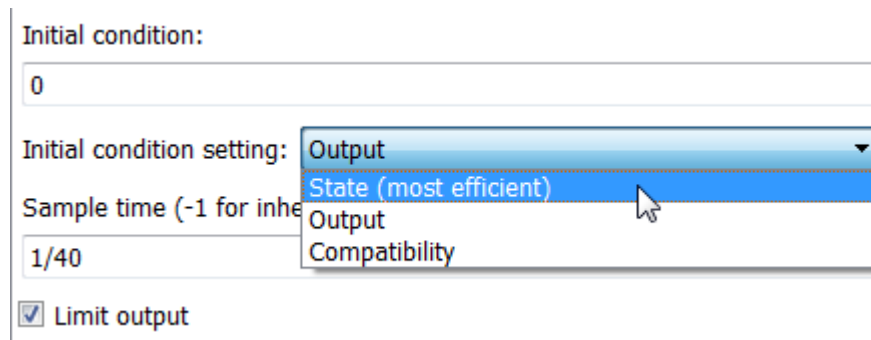 Initial condition:
0
Initial condition setting: Output
State (most efficient)
Sample time (-1 for inhe
Output
Compatibility
1/40
Limit output